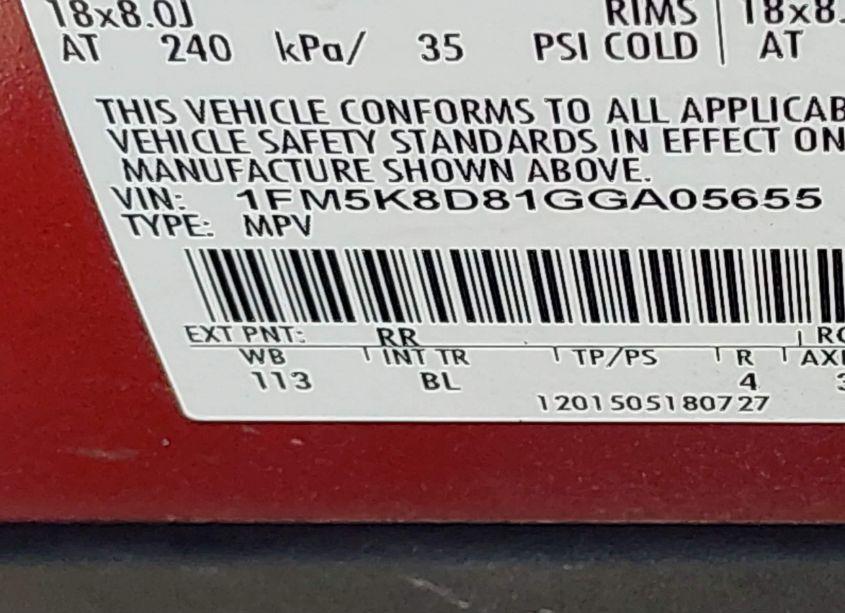 18x8.0J RIMS 18x8.
AT 240 kPa/ 35 PSI COLD AT
THIS VEHICLE CONFORMS TO ALL APPLICAB
VEHICLE SAFETY STANDARDS IN EFFECT ON
MANUFACTURE SHOWN ABOVE.
VIN: 1FM5K8D81GGA05655
TYPE: MPV
EXT PNT: RR RC
WB INT TR TP/PS R AXL
113 BL 4 3
1201505180727